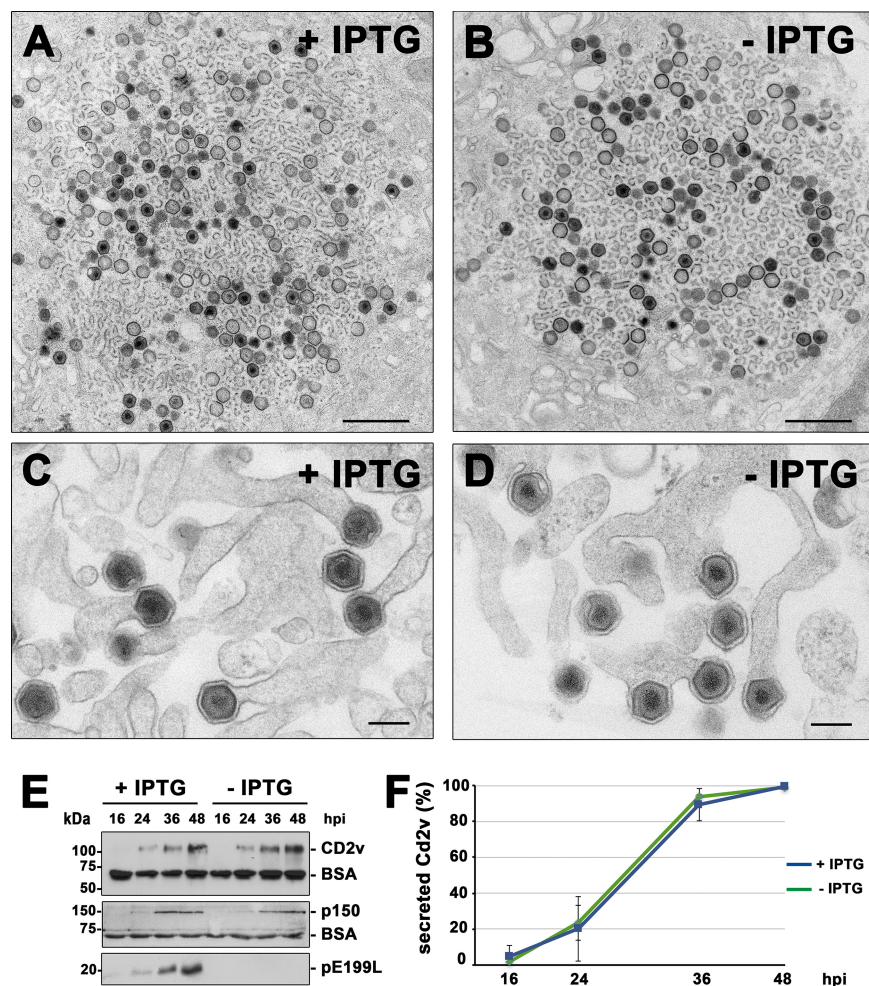 A + IPTG
B - IPTG
C + IPTG
D - IPTG
E + IPTG - IPTG
kDa 16 24 36 48 16 24 36 48 hpi
100 - CD2v
75
50 - BSA
150 - p150
75 - BSA
20 - pE199L
F
secreted Cd2v (%)
100
80
60
40
20
0
16 24 36 48 hpi
+ IPTG
- IPTG